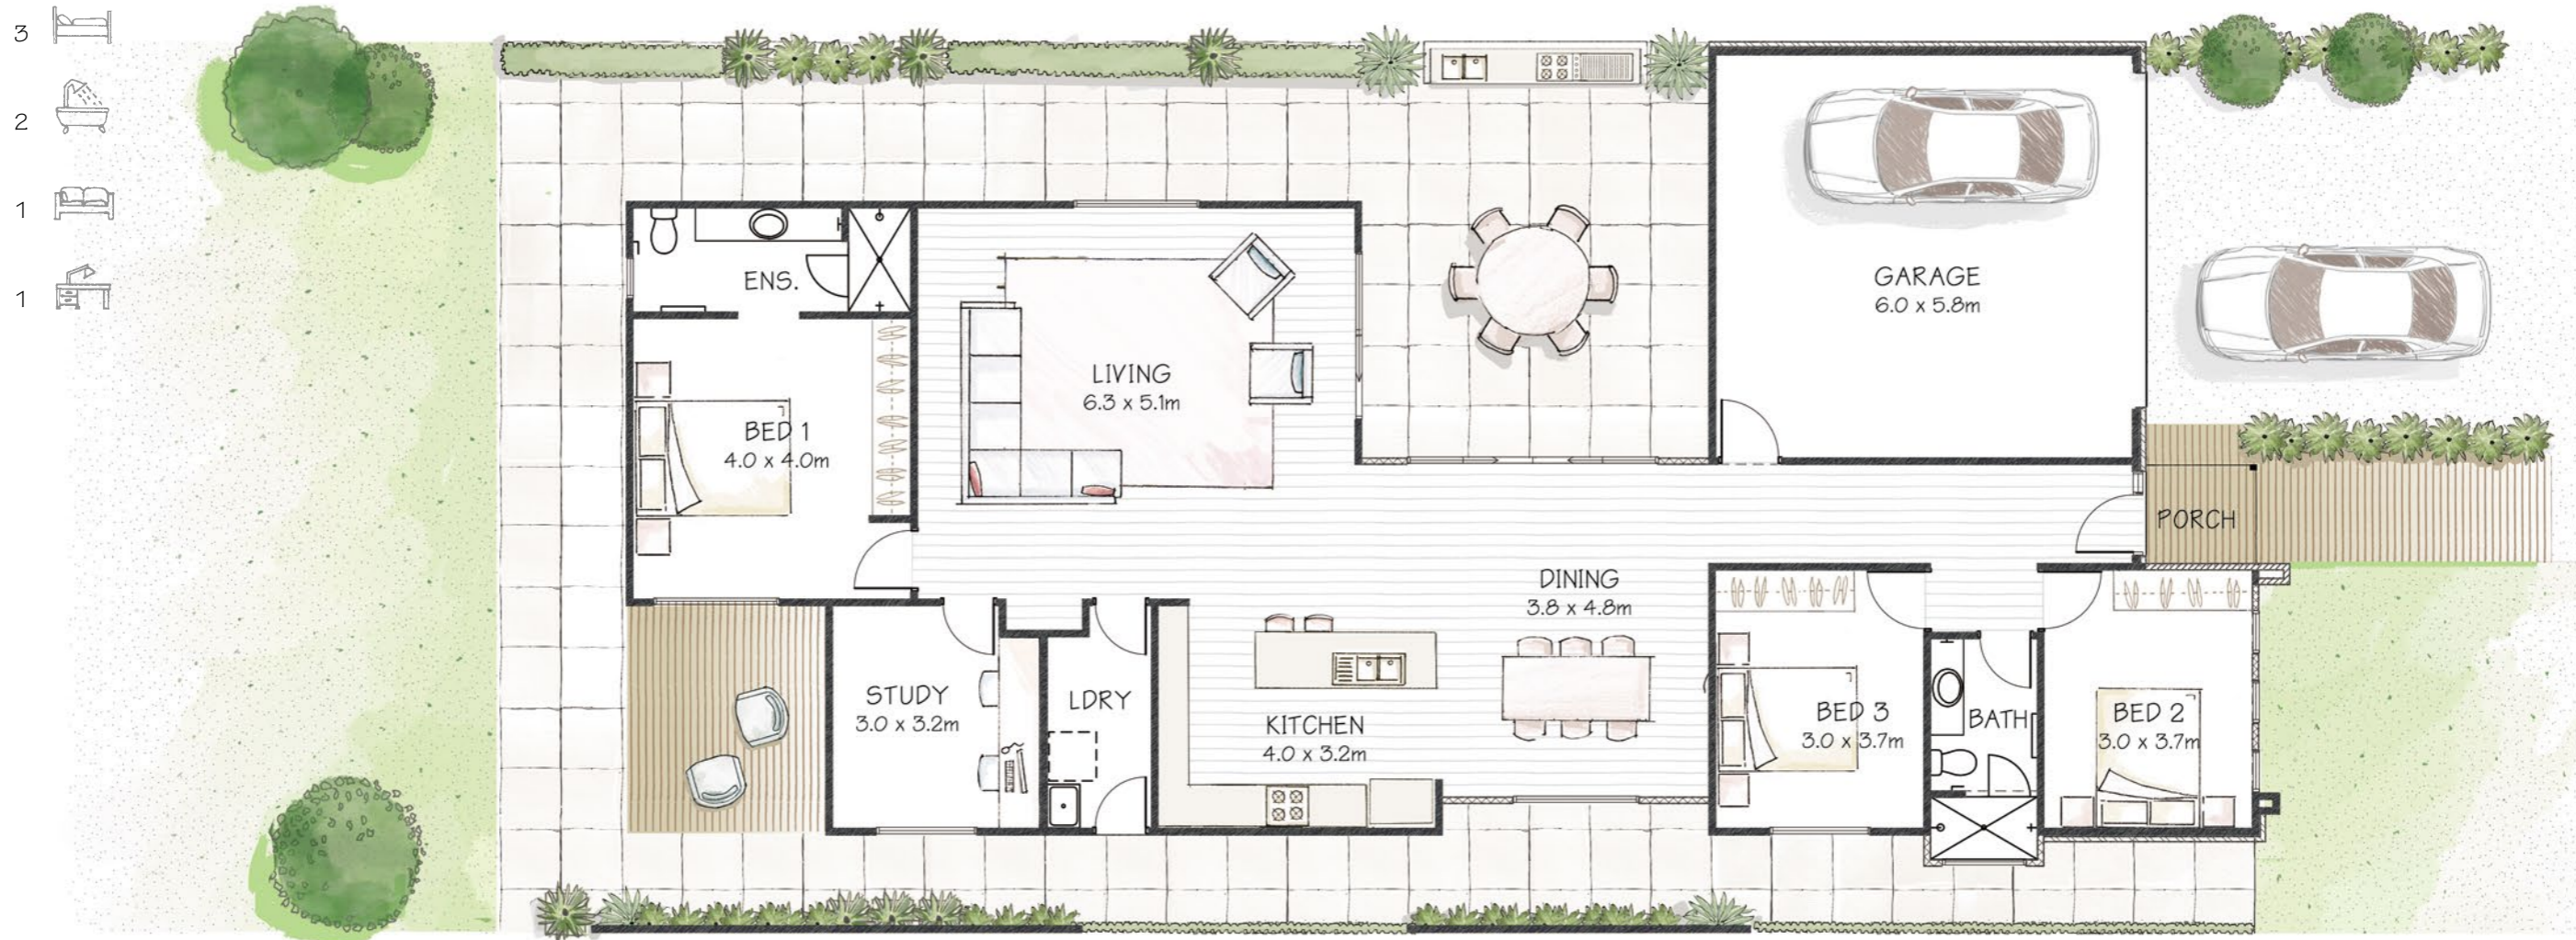 3
2
1
1
ENS.
GARAGE
6.0 x 5.8m
LIVING
6.3 x 5.1m
BED 1
4.0 x 4.0m
PORCH
DINING
3.8 x 4.8m
STUDY
3.0 x 3.2m
LDRY
KITCHEN
4.0 x 3.2m
BED 3
3.0 x 3.7m
BATH
BED 2
3.0 x 3.7m